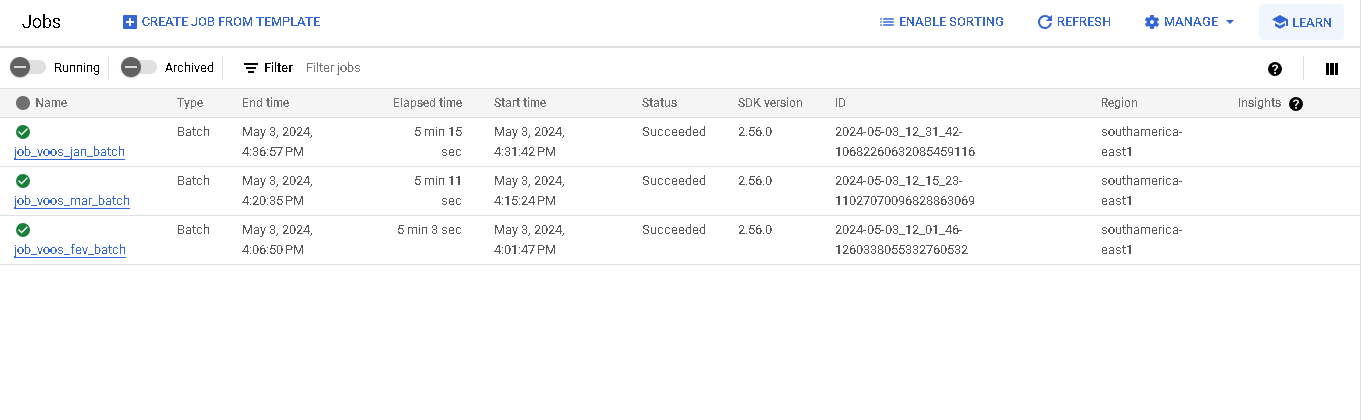 Jobs CREATE JOB FROM TEMPLATE ENABLE SORTING REFRESH MANAGE LEARN
Running Archived Filter Filter jobs
Name Type End time Elapsed time Start time Status SDK version ID Region Insights
job_voos_jan_batch Batch May 3, 2024, 4:36:57 PM 5 min 15 sec May 3, 2024, 4:31:42 PM Succeeded 2.56.0 2024-05-03_12_31_42-10682260632085459116 southamerica-east1
job_voos_mar_batch Batch May 3, 2024, 4:20:35 PM 5 min 11 sec May 3, 2024, 4:15:24 PM Succeeded 2.56.0 2024-05-03_12_15_23-11027070096828863069 southamerica-east1
job_voos_fev_batch Batch May 3, 2024, 4:06:50 PM 5 min 3 sec May 3, 2024, 4:01:47 PM Succeeded 2.56.0 2024-05-03_12_01_46-1260338055332760532 southamerica-east1